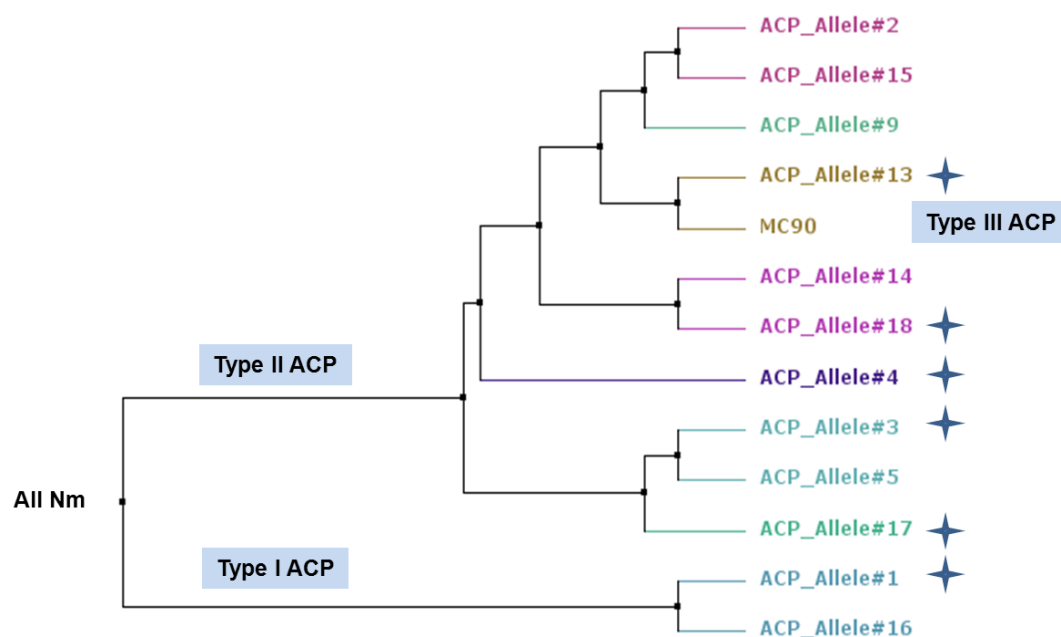 ACP_Allele#2
ACP_Allele#15
ACP_Allele#9
ACP_Allele#13
Type III ACP
MC90
ACP_Allele#14
ACP_Allele#18
Type II ACP
ACP_Allele#4
ACP_Allele#3
ACP_Allele#5
All Nm
ACP_Allele#17
Type I ACP
ACP_Allele#1
ACP_Allele#16